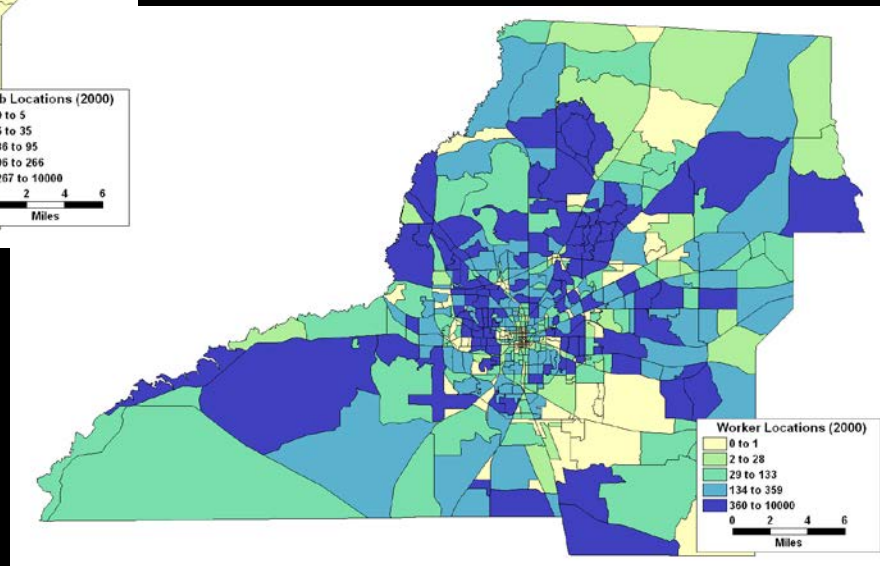 b Locations (2000)
to 5
to 35
36 to 95
96 to 266
267 to 10000
2 4 6
Miles
Worker Locations (2000)
0 to 1
2 to 28
29 to 133
134 to 359
360 to 10000
0 2 4 6
Miles